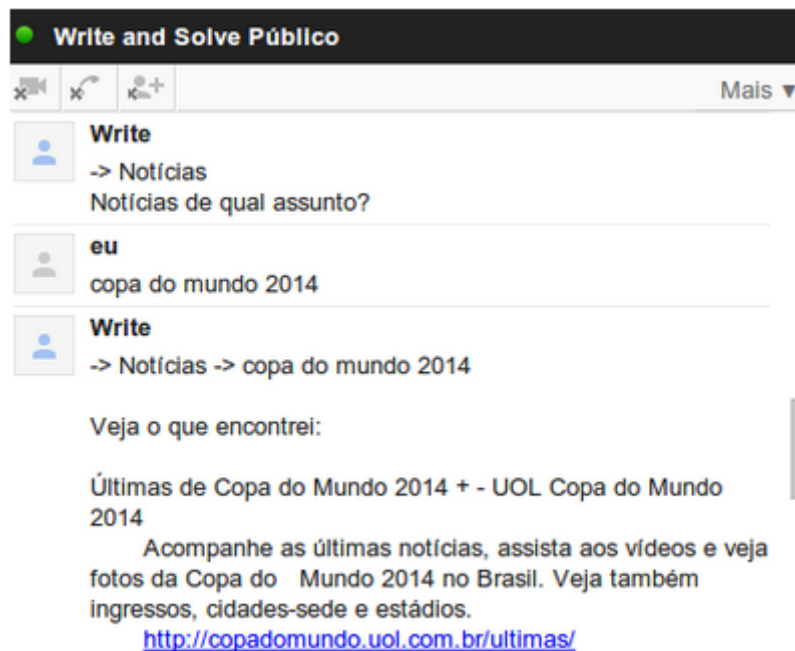 Write and Solve Público
Mais ▼
Write
-> Notícias
Notícias de qual assunto?
eu
copa do mundo 2014
Write
-> Notícias -> copa do mundo 2014
Veja o que encontrei:
Últimas de Copa do Mundo 2014 + - UOL Copa do Mundo
2014
Acompanhe as últimas notícias, assista aos vídeos e veja
fotos da Copa do Mundo 2014 no Brasil. Veja também
ingressos, cidades-sede e estádios.
http://copadomundo.uol.com.br/ultimas/